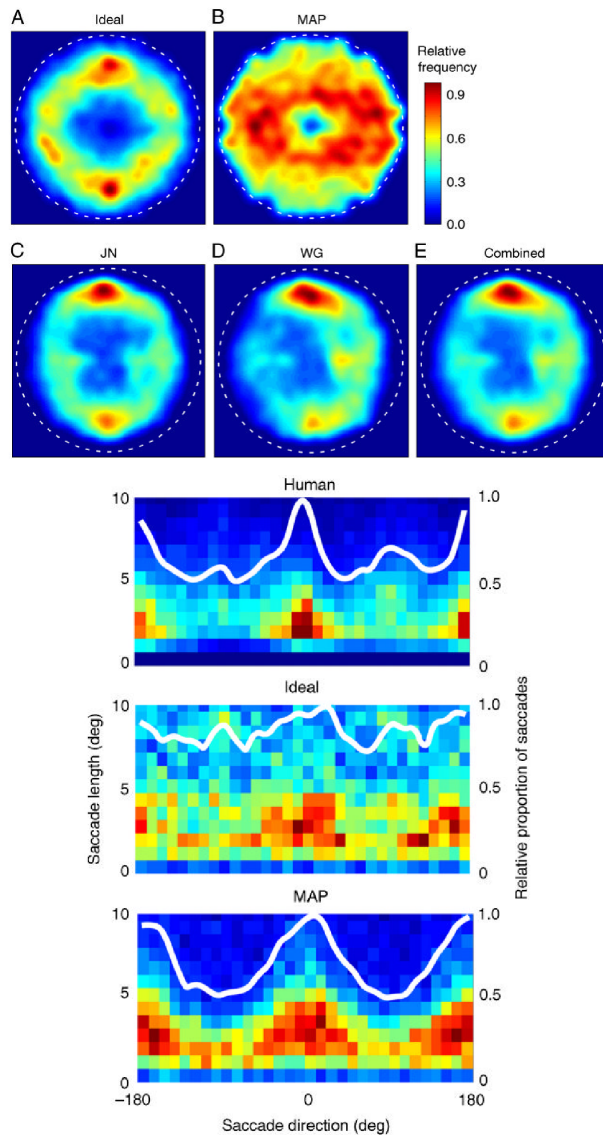 A Ideal
B MAP
Relative
frequency
0.9
0.6
0.3
0.0
C JN
D WG
E Combined
Human
10
5
0
1.0
0.5
0
Ideal
10
5
0
1.0
0.5
0
MAP
10
5
0
1.0
0.5
0
Saccade length (deg)
Relative proportion of saccades
−180
0
180
Saccade direction (deg)